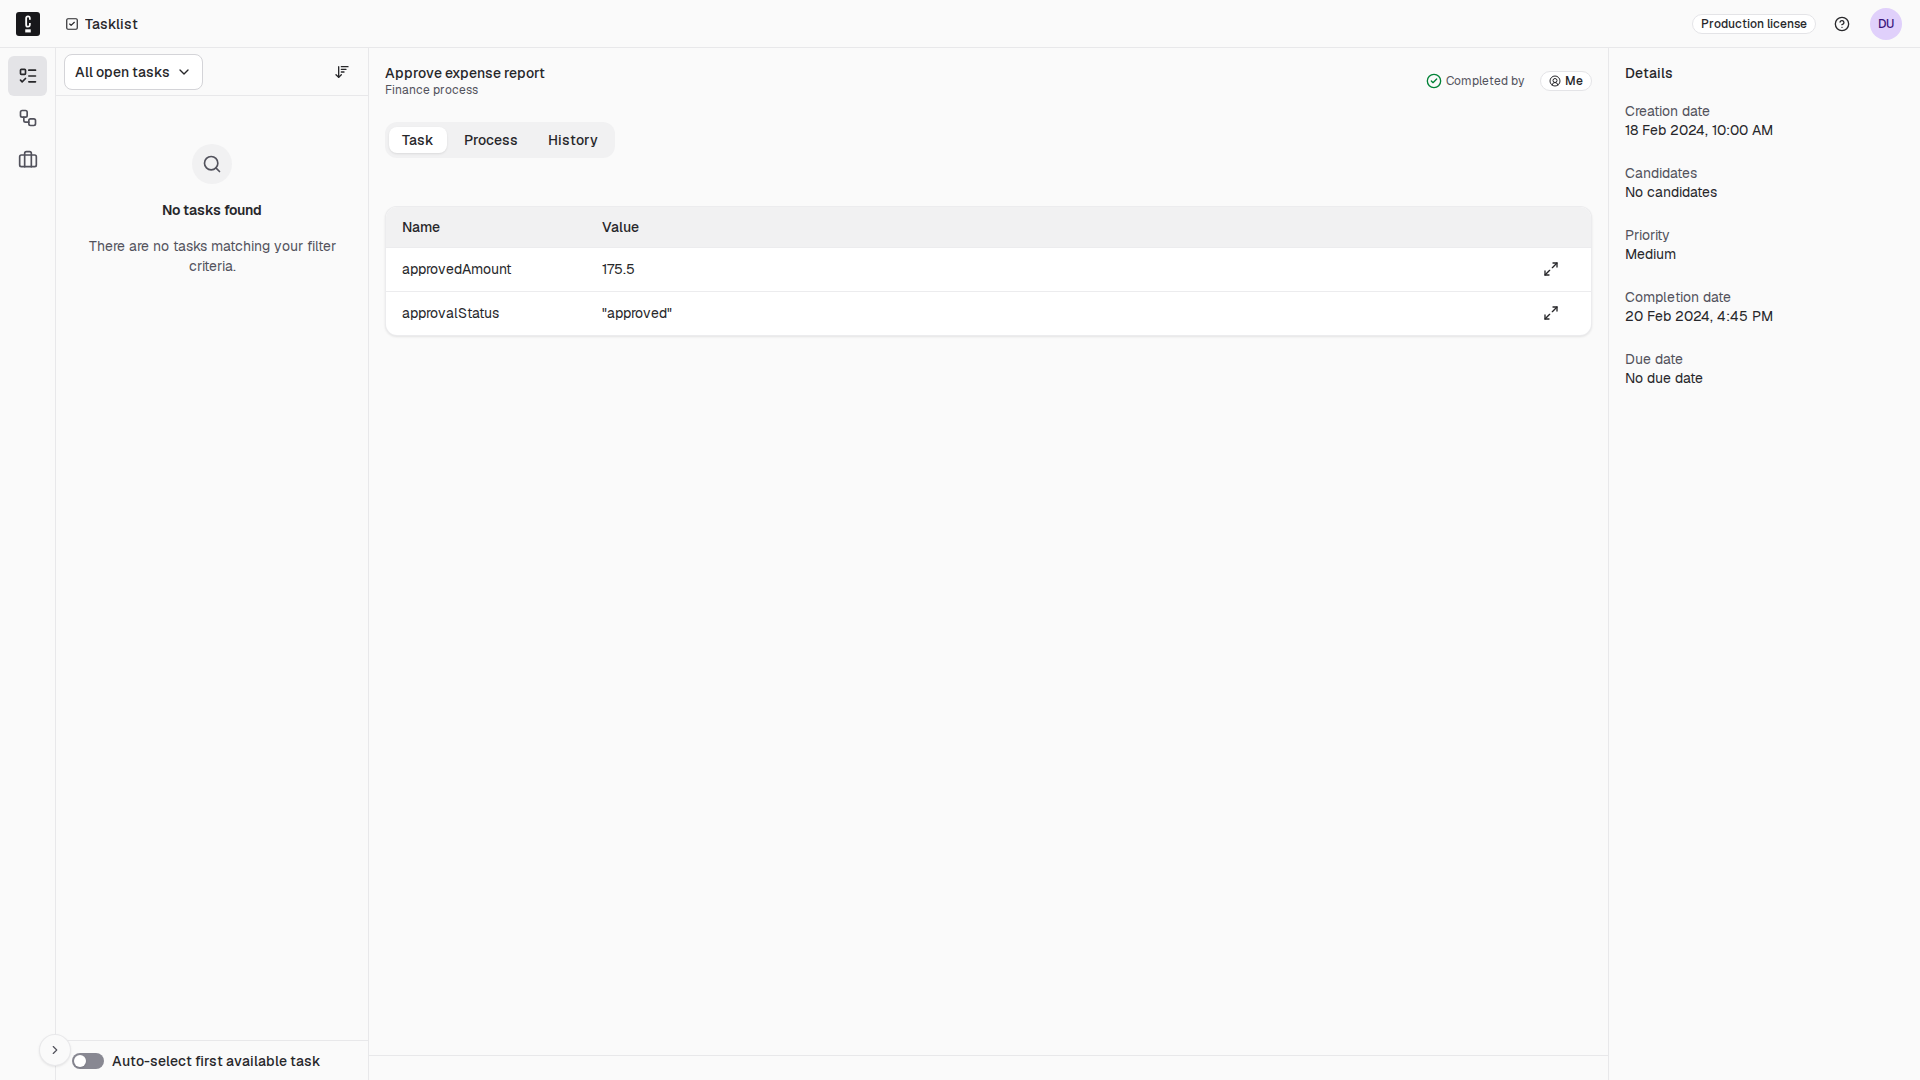 Tasklist
Production license
DU
All open tasks
No tasks found
There are no tasks matching your filter
criteria.
Auto-select first available task
Approve expense report
Finance process
Completed by
Me
Task
Process
History
Name
Value
approvedAmount
175.5
approvalStatus
"approved"
Details
Creation date
18 Feb 2024, 10:00 AM
Candidates
No candidates
Priority
Medium
Completion date
20 Feb 2024, 4:45 PM
Due date
No due date